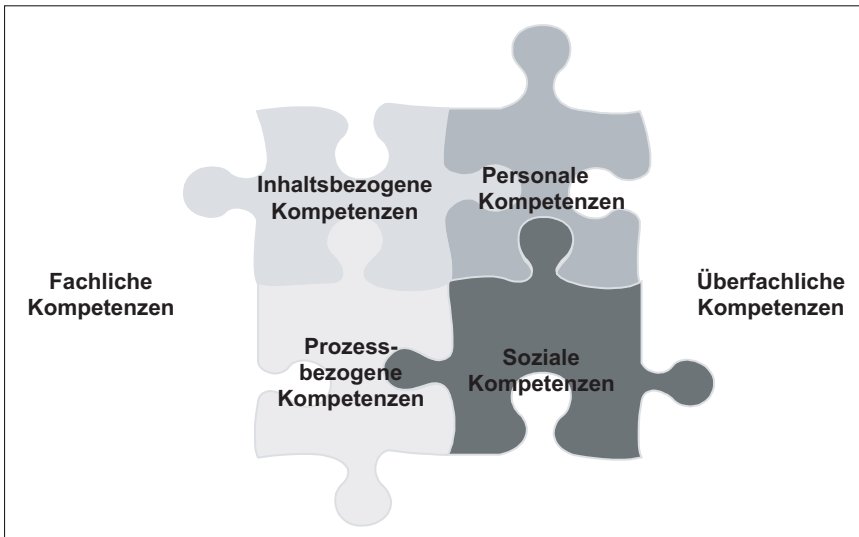 Inhaltsbezogene
Kompetenzen
Personale
Kompetenzen
Fachliche
Kompetenzen
Überfachliche
Kompetenzen
Prozess-
bezogene
Kompetenzen
Soziale
Kompetenzen